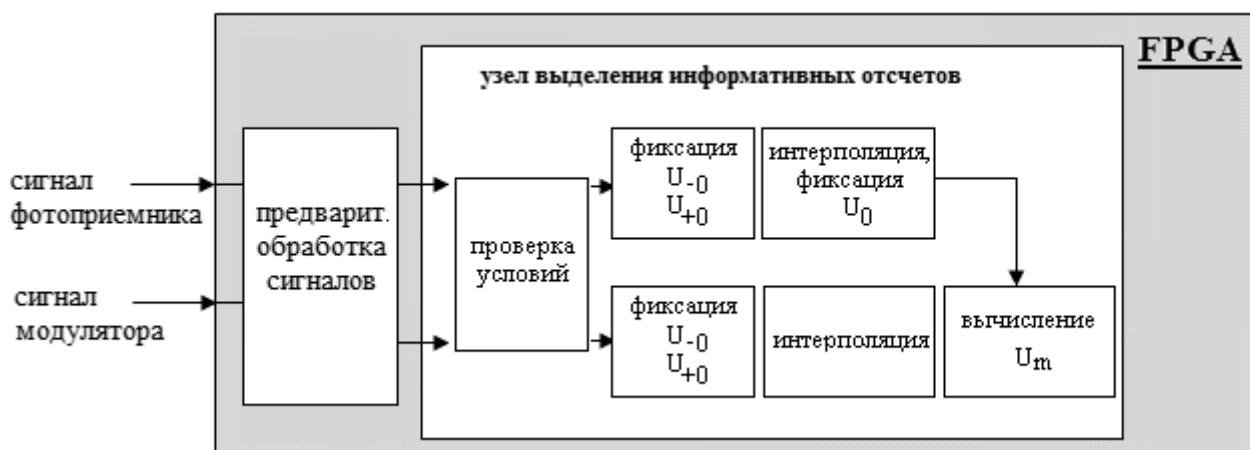 FPGA
узел выделения информативных отсчетов
сигнал
фотоприемника
сигнал
модулятора
предварит.
обработка
сигналов
проверка
условий
фиксация
U-0
U+0
интерполяция,
фиксация
U0
фиксация
U-0
U+0
интерполяция
вычисление
Um